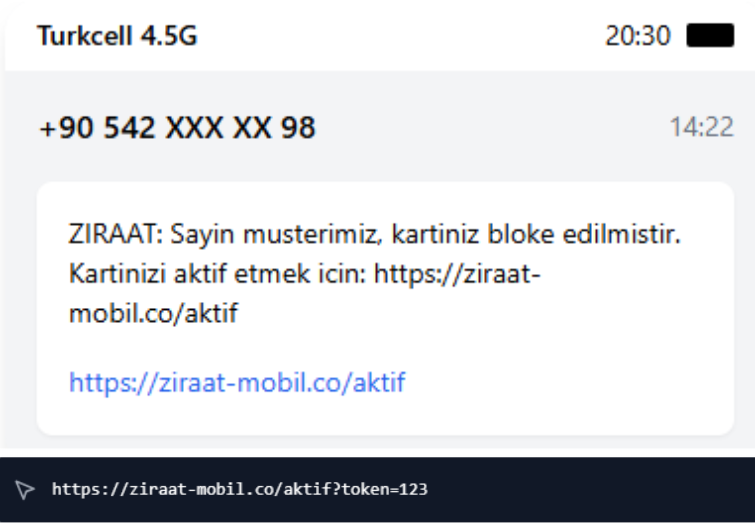 Turkcell 4.5G 20:30
+90 542 XXX XX 98 14:22
ZIRAAT: Sayin musterimiz, kartiniz bloke edilmistir.
Kartinizi aktif etmek icin: https://ziraat-
mobil.co/aktif
https://ziraat-mobil.co/aktif
https://ziraat-mobil.co/aktif?token=123